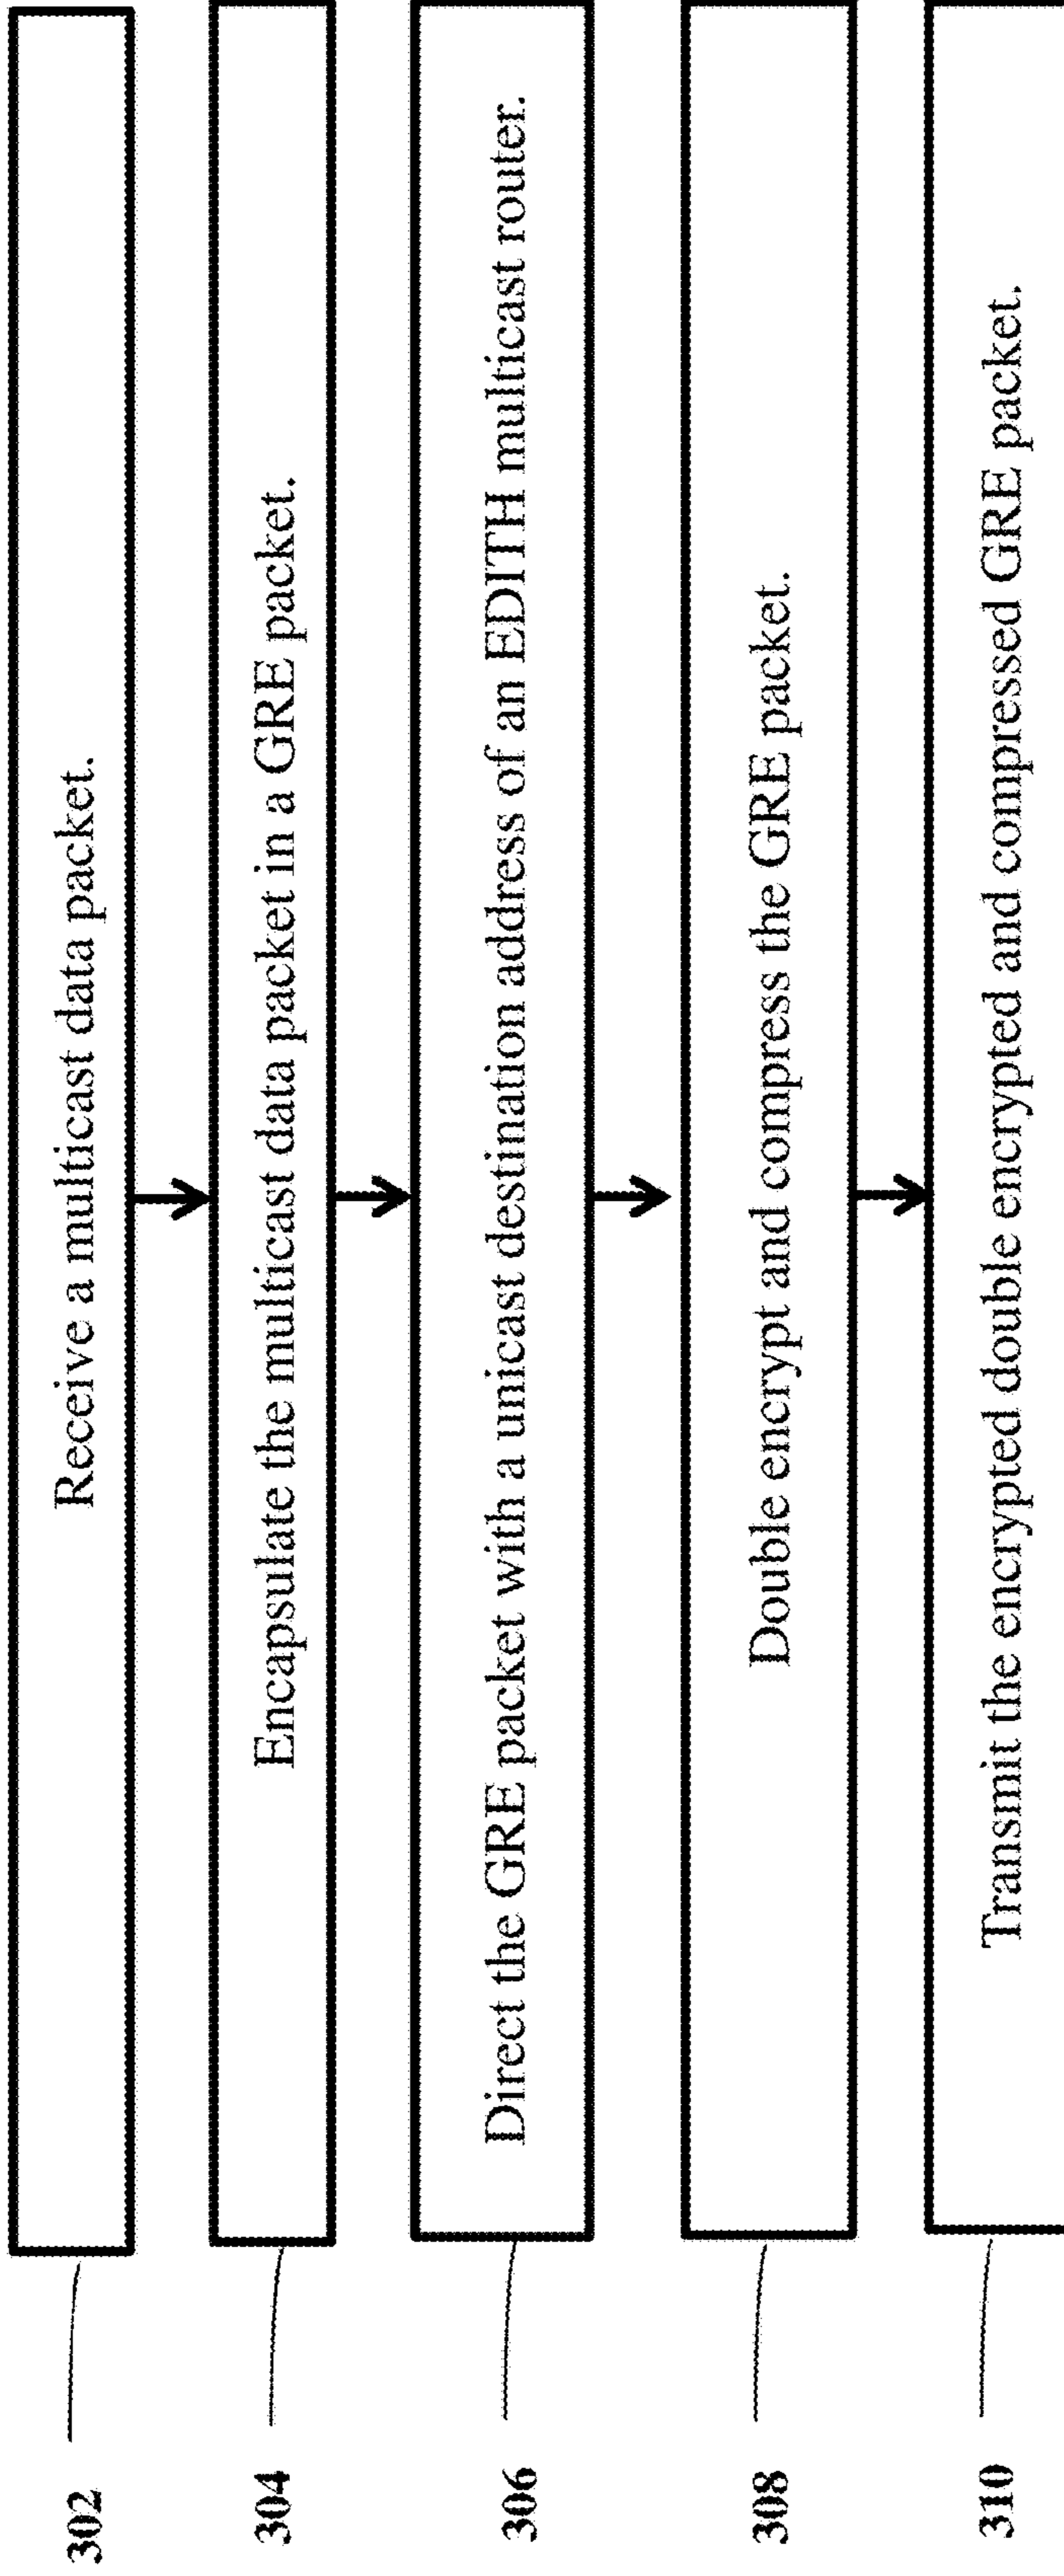 302
Receive a multicast data packet.
304
Encapsulate the multicast data packet in a GRE packet.
306
Direct the GRE packet with a unicast destination address of an EDITH multicast router.
308
Double encrypt and compress the GRE packet.
310
Transmit the encrypted double encrypted and compressed GRE packet.